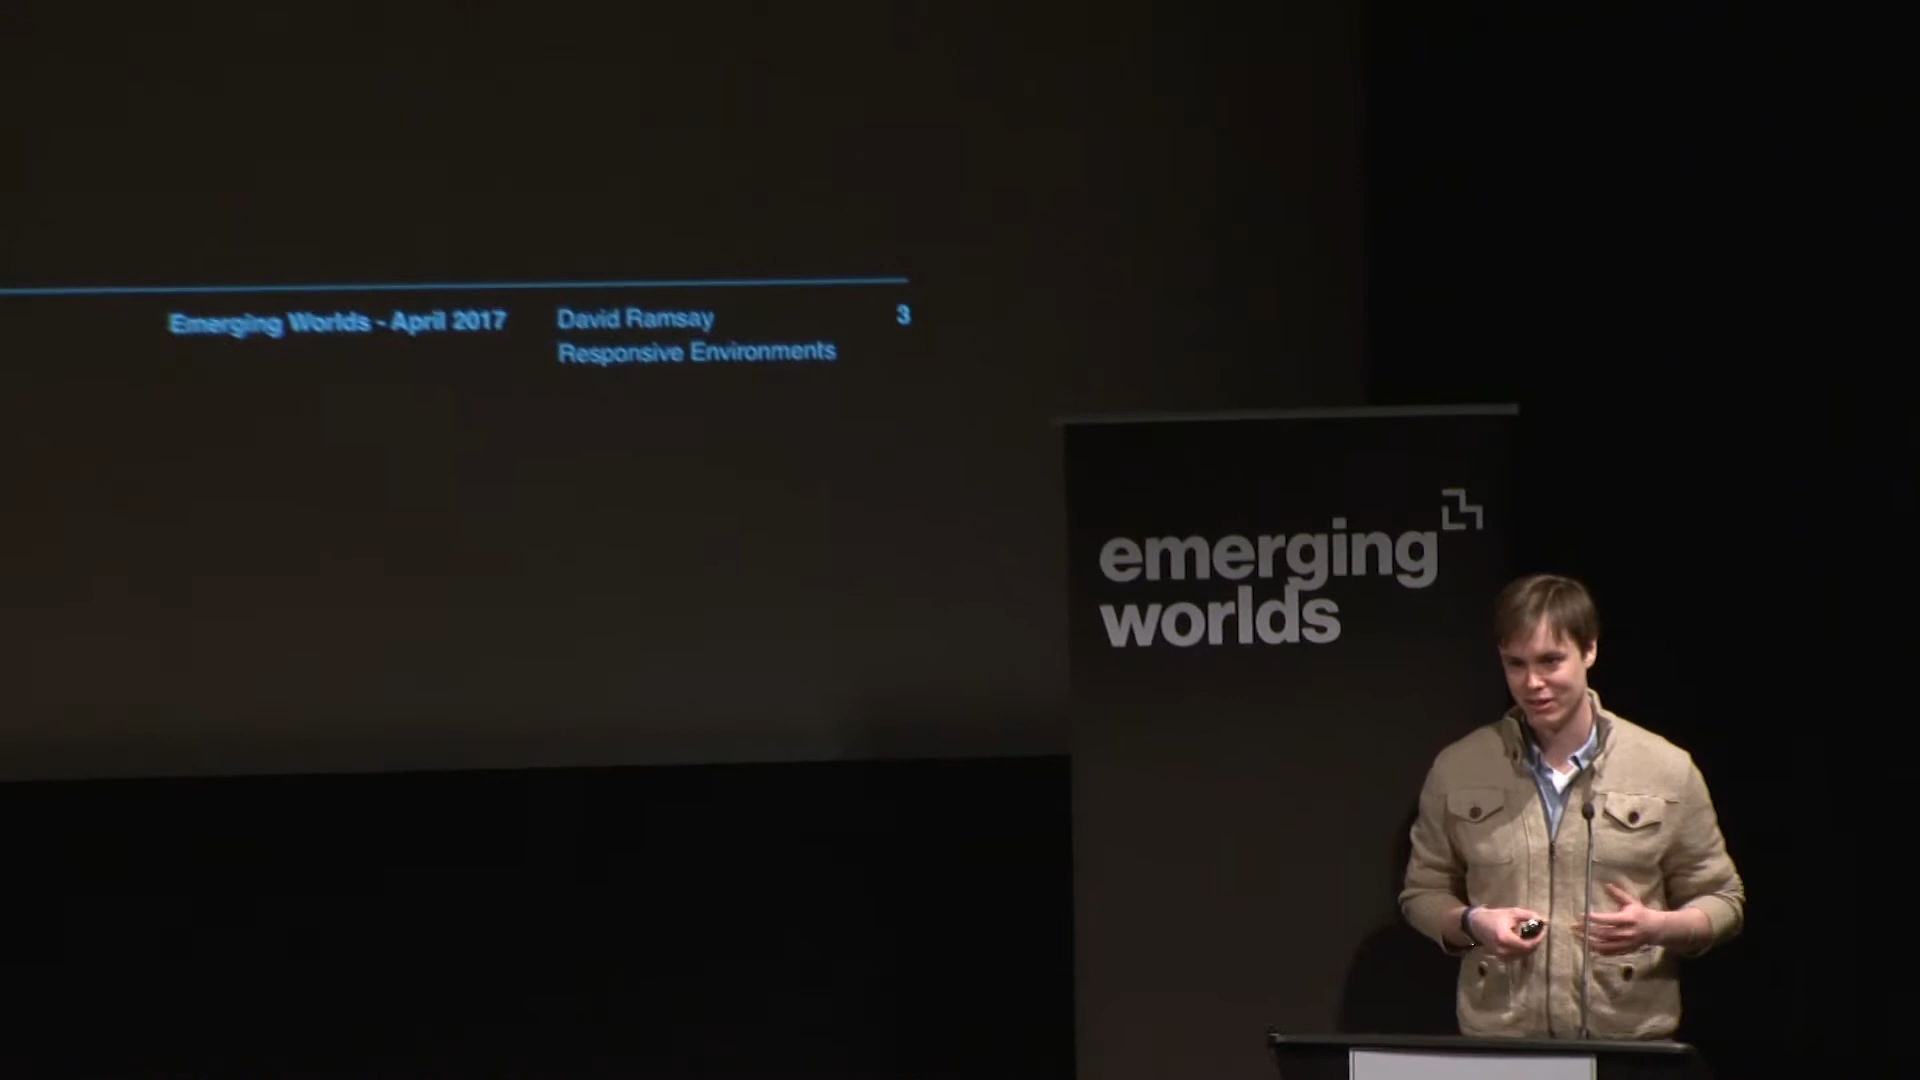 Emerging Worlds - April 2017
David Ramsay
3
Responsive Environments
emerging
worlds